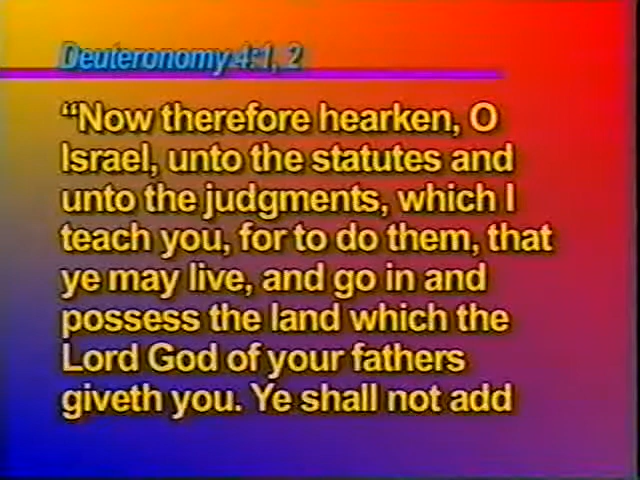 Deuteronomy 4:1, 2
“Now therefore hearken, O
Israel, unto the statutes and
unto the judgments, which I
teach you, for to do them, that
ye may live, and go in and
possess the land which the
Lord God of your fathers
giveth you. Ye shall not add